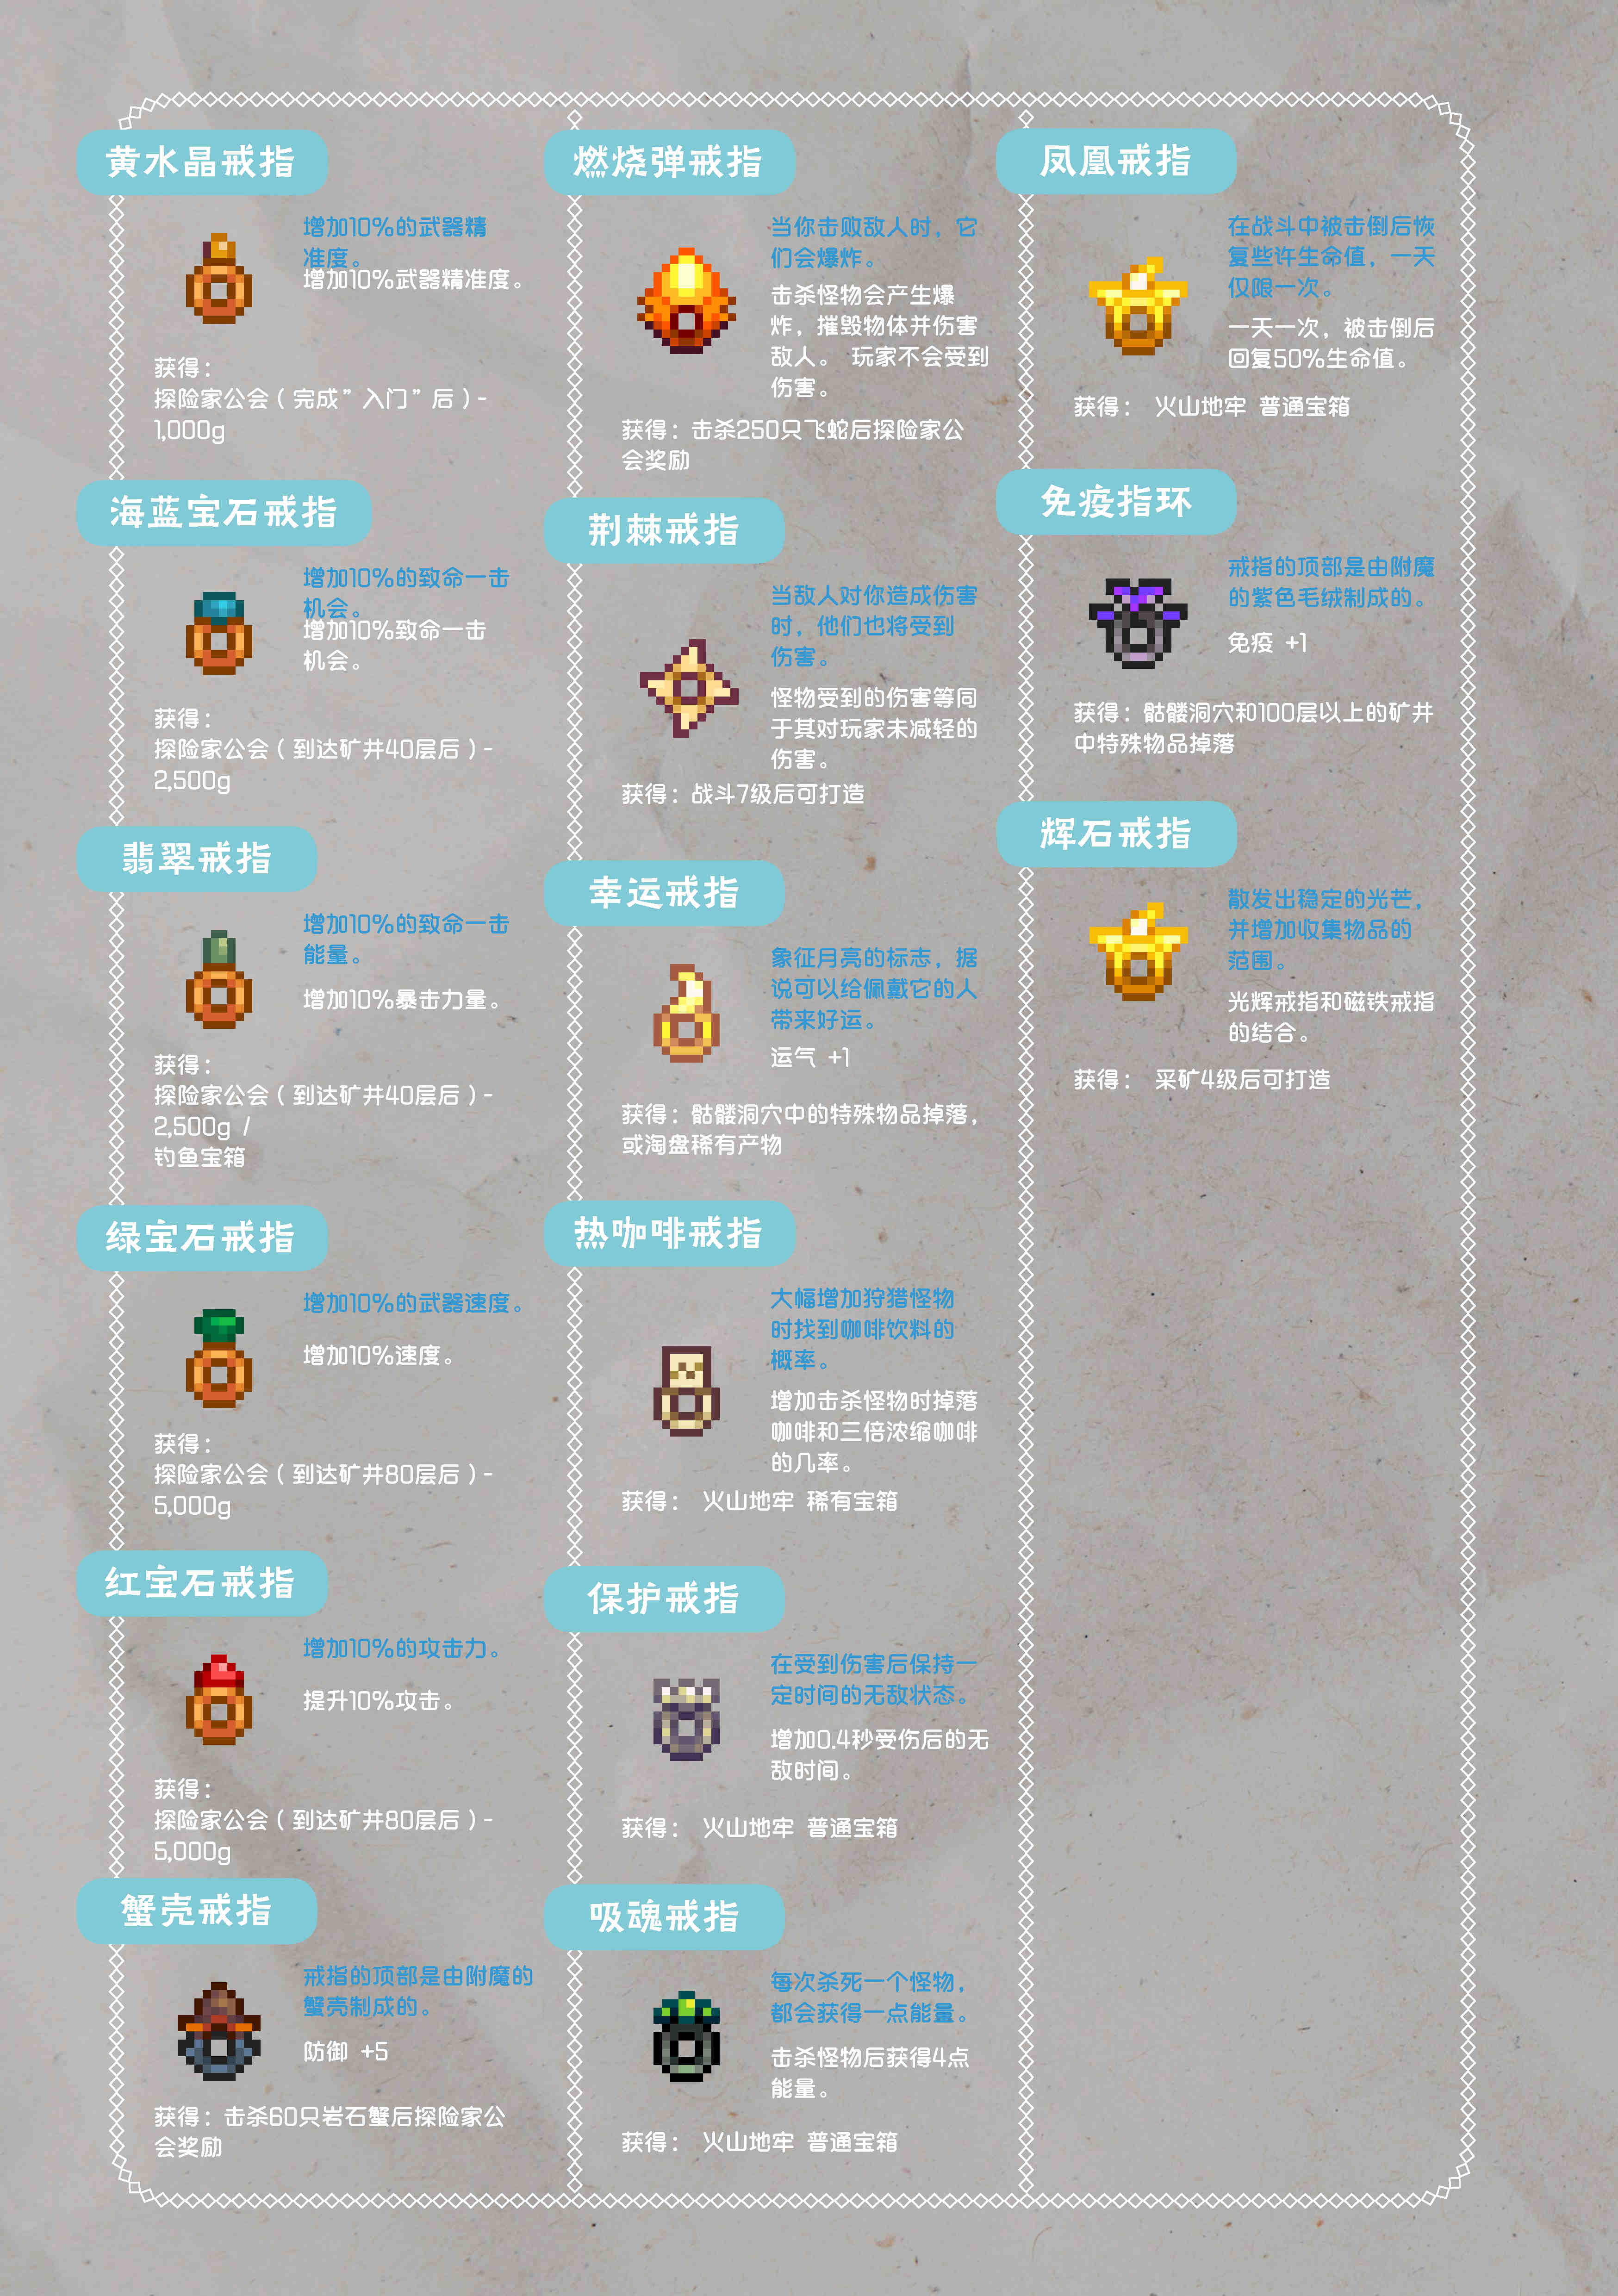 黄水晶戒指
增加10%的武器精
准度。
增加10%武器精准度。
获得：
探险家公会（完成”入门”后）-
1,000g
海蓝宝石戒指
增加10%的致命一击
机会。
增加10%致命一击
机会。
获得：
探险家公会（到达矿井40层后）-
2,500g
翡翠戒指
增加10%的致命一击
能量。
增加10%暴击力量。
获得：
探险家公会（到达矿井40层后）-
2,500g /
钓鱼宝箱
绿宝石戒指
增加10%的武器速度。
增加10%速度。
获得：
探险家公会（到达矿井80层后）-
5,000g
红宝石戒指
增加10%的攻击力。
提升10%攻击。
获得：
探险家公会（到达矿井80层后）-
5,000g
蟹壳戒指
戒指的顶部是由附魔的
蟹壳制成的。
防御 +5
获得：击杀60只岩石蟹后探险家公
会奖励
燃烧弹戒指
当你击败敌人时，它
们会爆炸。
击杀怪物会产生爆
炸，摧毁物体并伤害
敌人。 玩家不会受到
伤害。
获得：击杀250只飞蛇后探险家公
会奖励
荆棘戒指
当敌人对你造成伤害
时，他们也将受到
伤害。
怪物受到的伤害等同
于其对玩家未减轻的
伤害。
获得：战斗7级后可打造
幸运戒指
象征月亮的标志，据
说可以给佩戴它的人
带来好运。
运气 +1
获得：骷髅洞穴中的特殊物品掉落，
或淘盘稀有产物
热咖啡戒指
大幅增加狩猎怪物
时找到咖啡饮料的
概率。
增加击杀怪物时掉落
咖啡和三倍浓缩咖啡
的几率。
获得： 火山地牢 稀有宝箱
保护戒指
在受到伤害后保持一
定时间的无敌状态。
增加0.4秒受伤后的无
敌时间。
获得： 火山地牢 普通宝箱
吸魂戒指
每次杀死一个怪物，
都会获得一点能量。
击杀怪物后获得4点
能量。
获得： 火山地牢 普通宝箱
凤凰戒指
在战斗中被击倒后恢
复些许生命值，一天
仅限一次。
一天一次，被击倒后
回复50%生命值。
获得： 火山地牢 普通宝箱
免疫指环
戒指的顶部是由附魔
的紫色毛绒制成的。
免疫 +1
获得：骷髅洞穴和100层以上的矿井
中特殊物品掉落
辉石戒指
散发出稳定的光芒，
并增加收集物品的
范围。
光辉戒指和磁铁戒指
的结合。
获得： 采矿4级后可打造